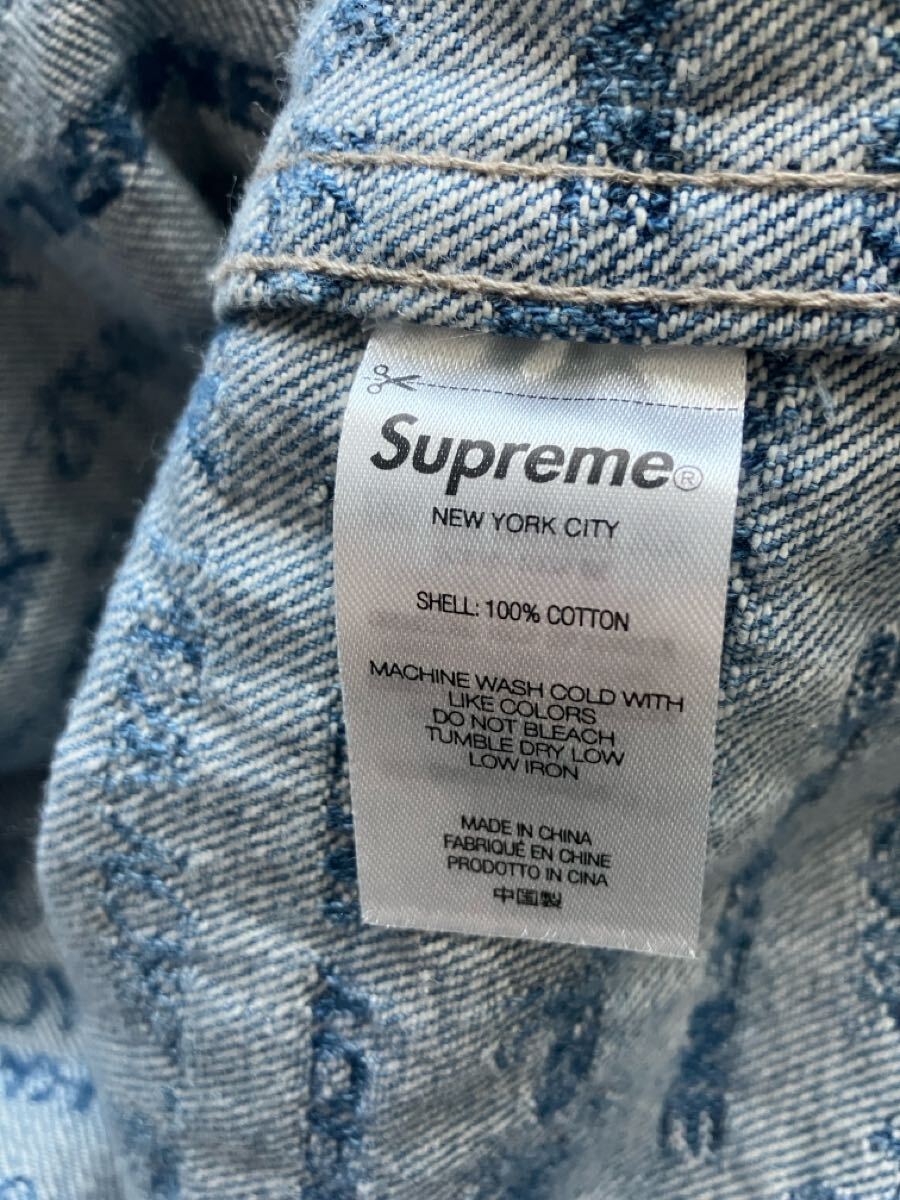 Supreme®
NEW YORK CITY
SHELL: 100% COTTON
MACHINE WASH COLD WITH
LIKE COLORS
DO NOT BLEACH
TUMBLE DRY LOW
LOW IRON
MADE IN CHINA
FABRIQUÉ EN CHINE
PRODOTTO IN CINA
中国製